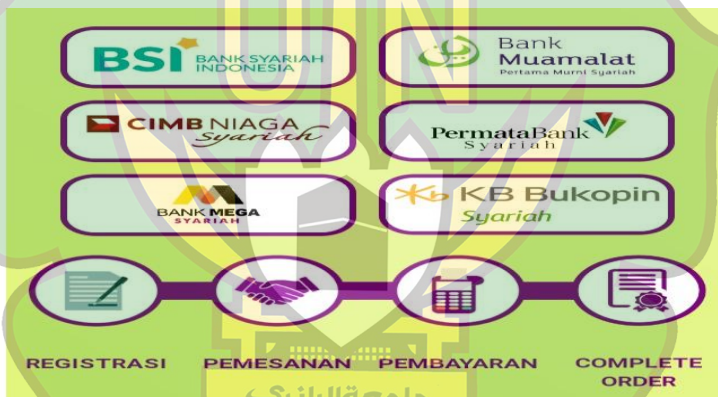 UIN
BSI BANK SYARIAH
INDONESIA
Bank
Muamalat
Pertama Murni Syariah
CIMB NIAGA
Syariah
PermataBank
Syariah
BANK MEGA
SYARIAH
KB Bukopin
Syariah
REGISTRASI
PEMESANAN
PEMBAYARAN
COMPLETE
ORDER